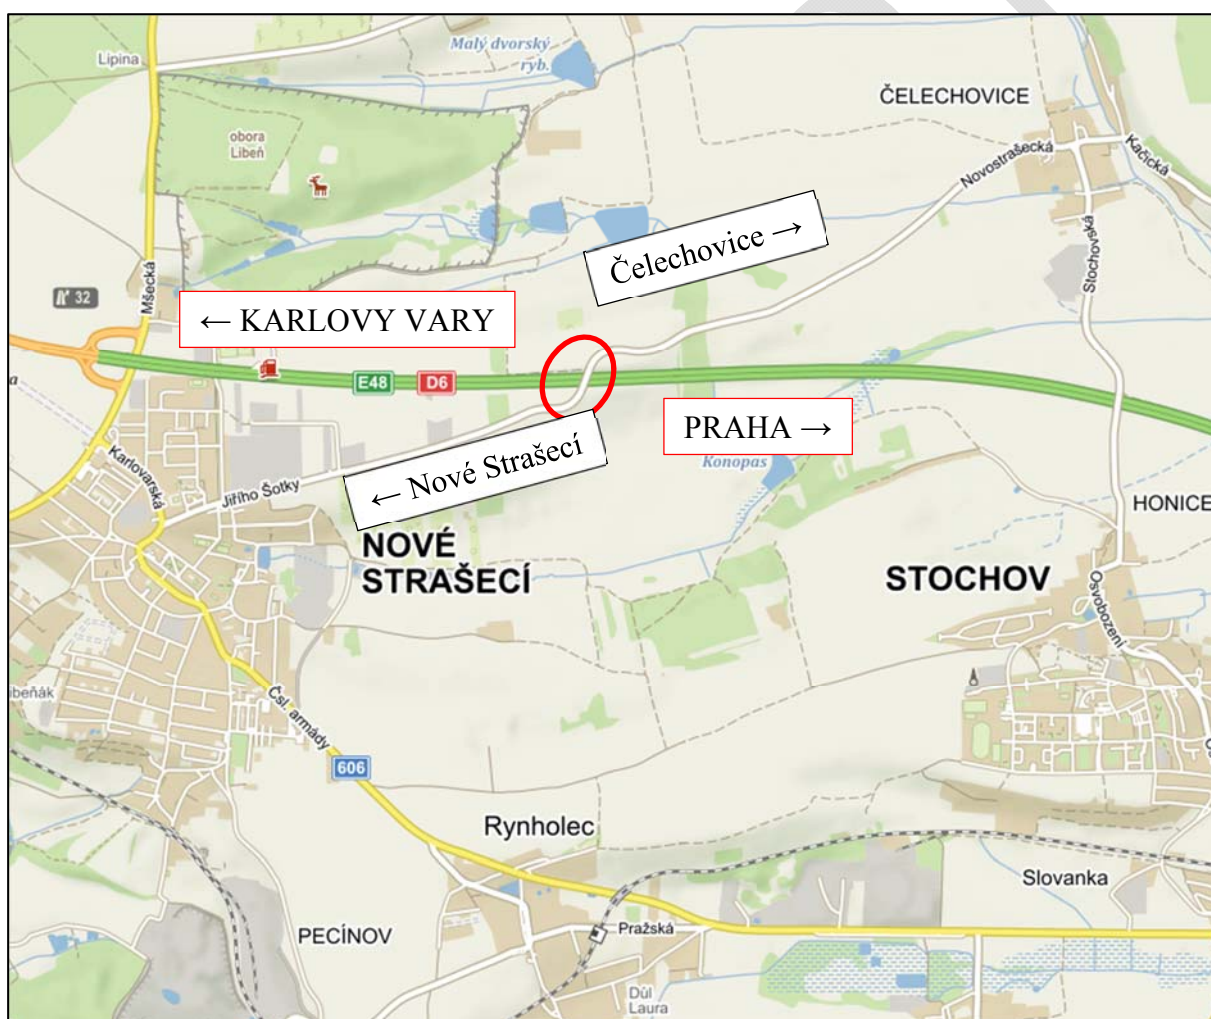 Malý dvorský
ryb.
Lipina
ČELECHOVICE
obora
Libeň
Kačická
Novostrašecká
Čelechovice →
Stochovská
Mšecká
32
← KARLOVY VARY
E48
D6
PRAHA →
← Nové Strašecí
Konopas
Karlovarská
Jiřího Šotky
HONICE
NOVÉ
STRAŠECÍ
STOCHOV
Osvobození
Čsl. armády
606
Rynholec
Slovanka
PECÍNOV
Pražská
Důl
Laura